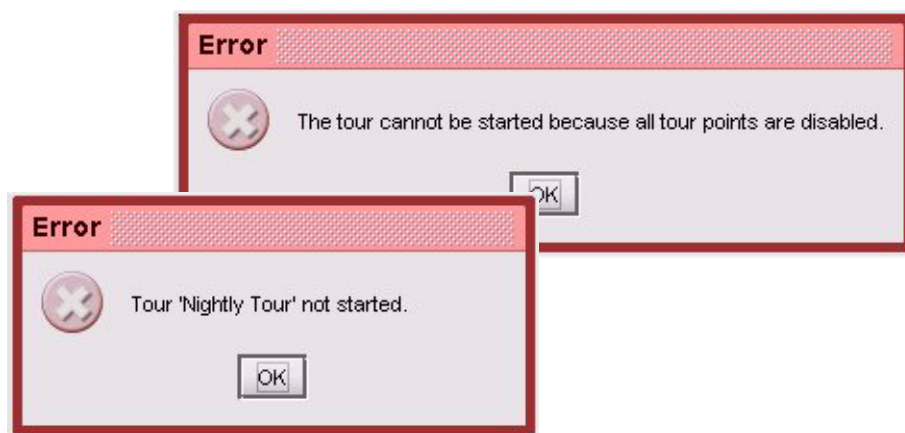 Error
The tour cannot be started because all tour points are disabled.
OK
Error
Tour 'Nightly Tour' not started.
OK